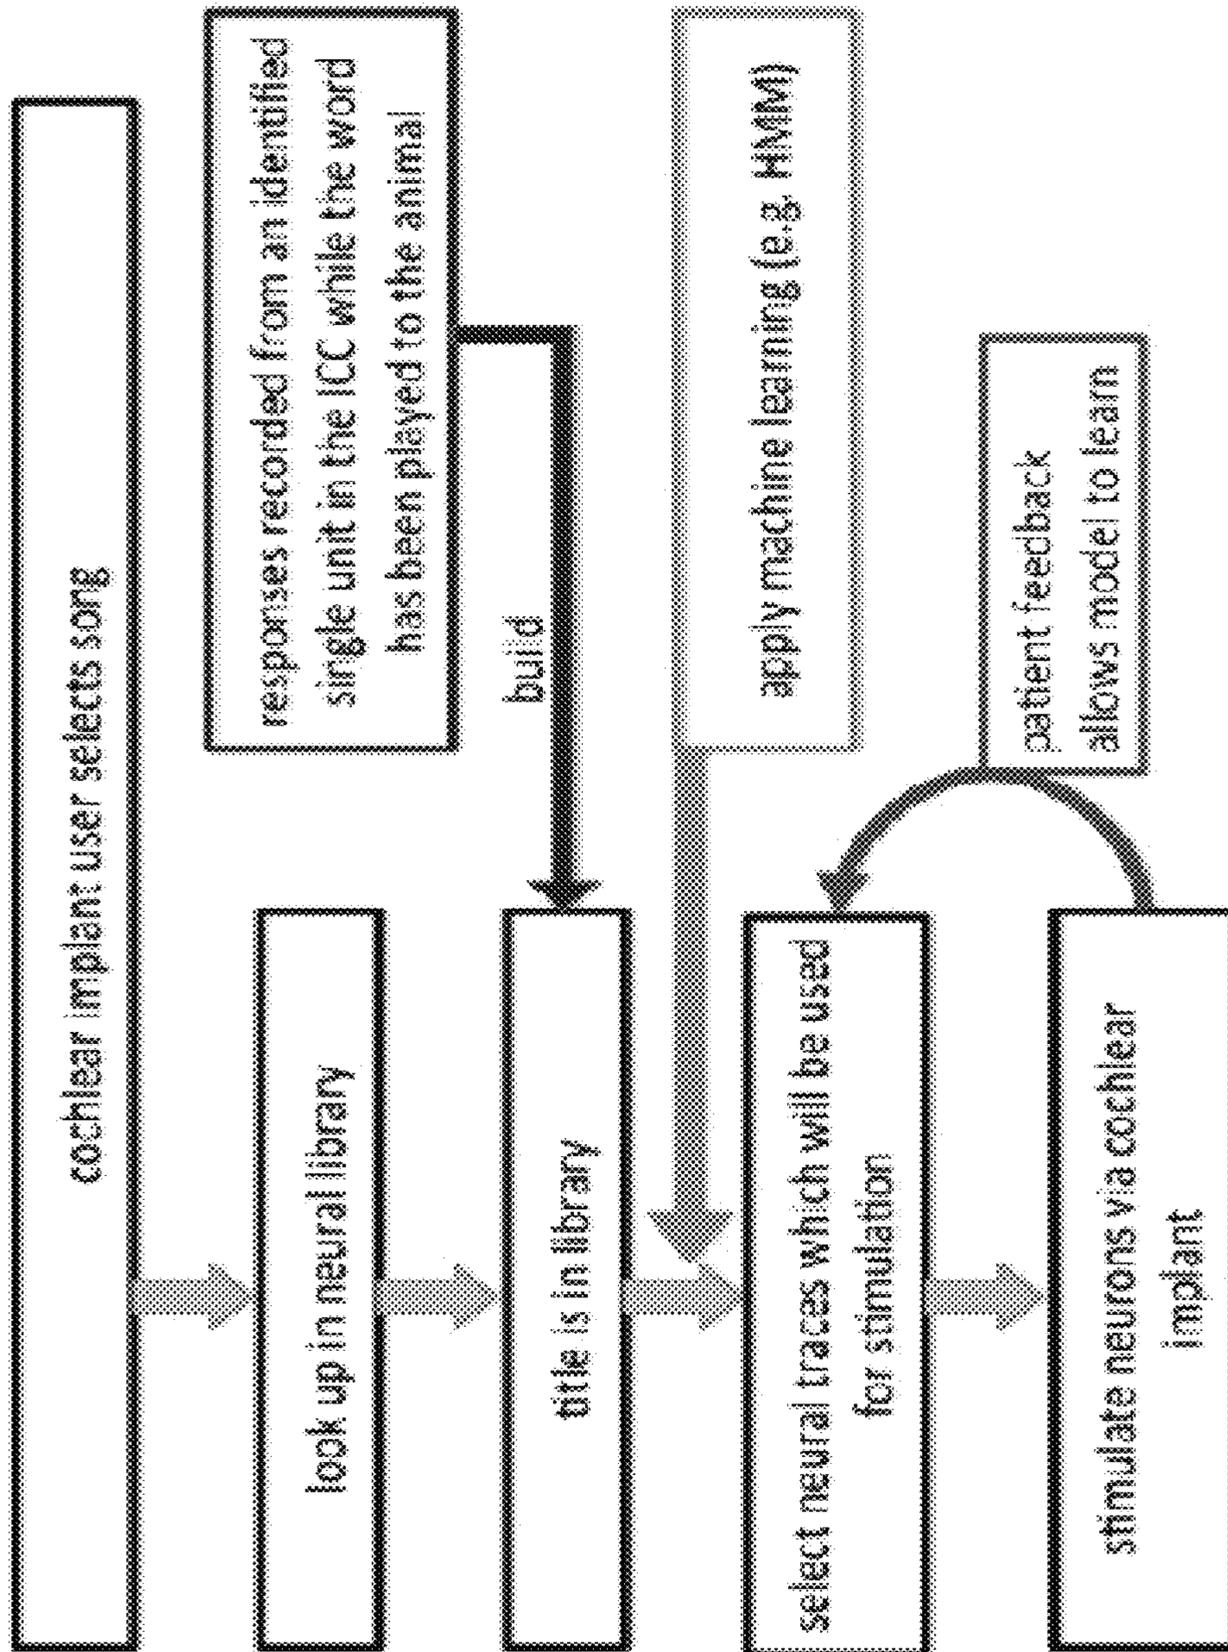 cochlear implant user selects song
look up in neural library
responses recorded from an identified
single unit in the ICC while the word
has been played to the animal
build
title is in library
apply machine learning (e.g. HMM)
select neural traces which will be used
for stimulation
patient feedback
allows model to learn
stimulate neurons via cochlear
implant